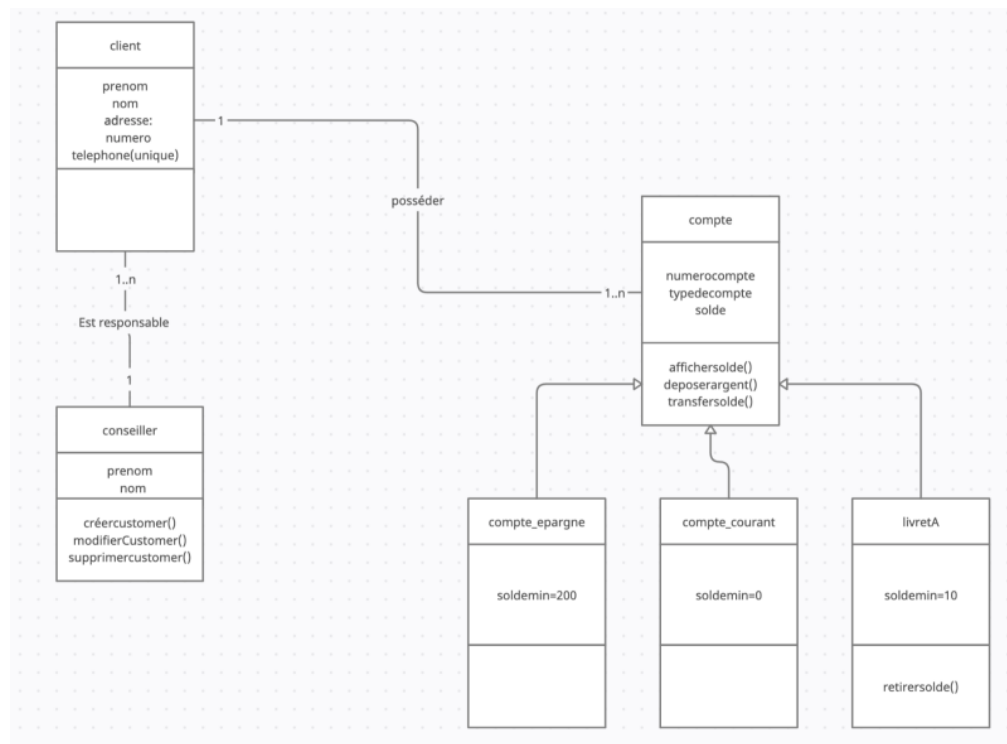 client
prenom
nom
adresse:
numero
telephone(unique)
1
posséder
1..n
1..n
Est responsable
1
compte
numerocompte
typedecompte
solde
affichersolde()
deposerargent()
transfersolde()
conseiller
prenom
nom
créercustomer()
modifierCustomer()
supprimercustomer()
compte_epargne
soldemin=200
compte_courant
soldemin=0
livretA
soldemin=10
retirersolde()